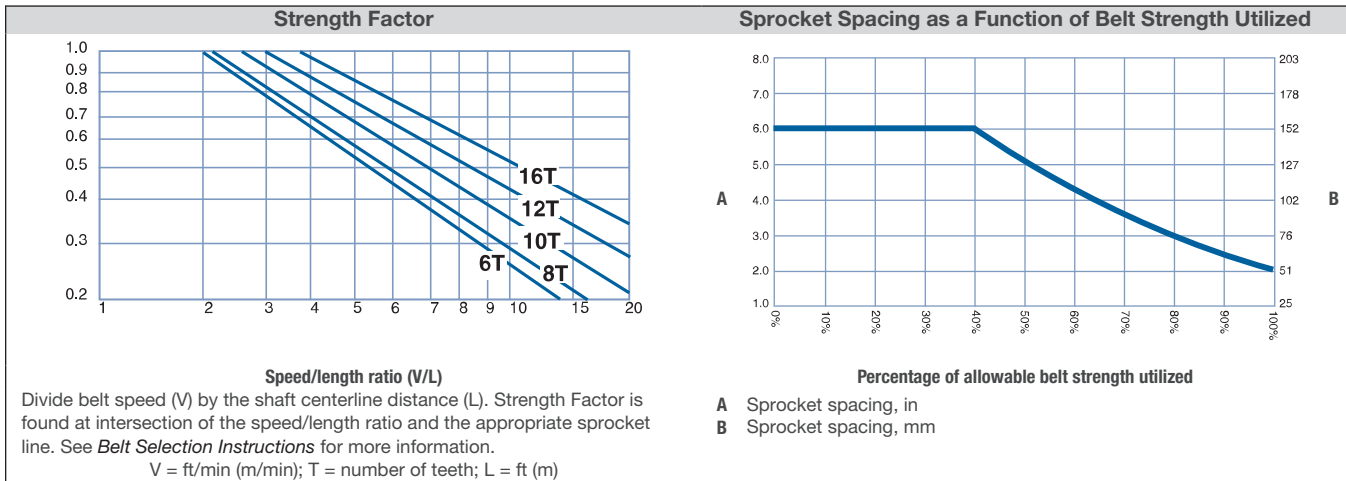 Strength Factor
1.0
0.9
0.8
0.7
0.6
0.5
0.4
0.3
0.2
1 2 3 4 5 6 7 8 9 10 15 20
16T
12T
10T
8T
6T
Speed/length ratio (V/L)
Divide belt speed (V) by the shaft centerline distance (L). Strength Factor is
found at intersection of the speed/length ratio and the appropriate sprocket
line. See Belt Selection Instructions for more information.
V = ft/min (m/min); T = number of teeth; L = ft (m)
Sprocket Spacing as a Function of Belt Strength Utilized
8.0
7.0
6.0
5.0
4.0
3.0
2.0
1.0
A
203
178
152
127
102
76
51
25
B
0% 10% 20% 30% 40% 50% 60% 70% 80% 90% 100%
Percentage of allowable belt strength utilized
A Sprocket spacing, in
B Sprocket spacing, mm